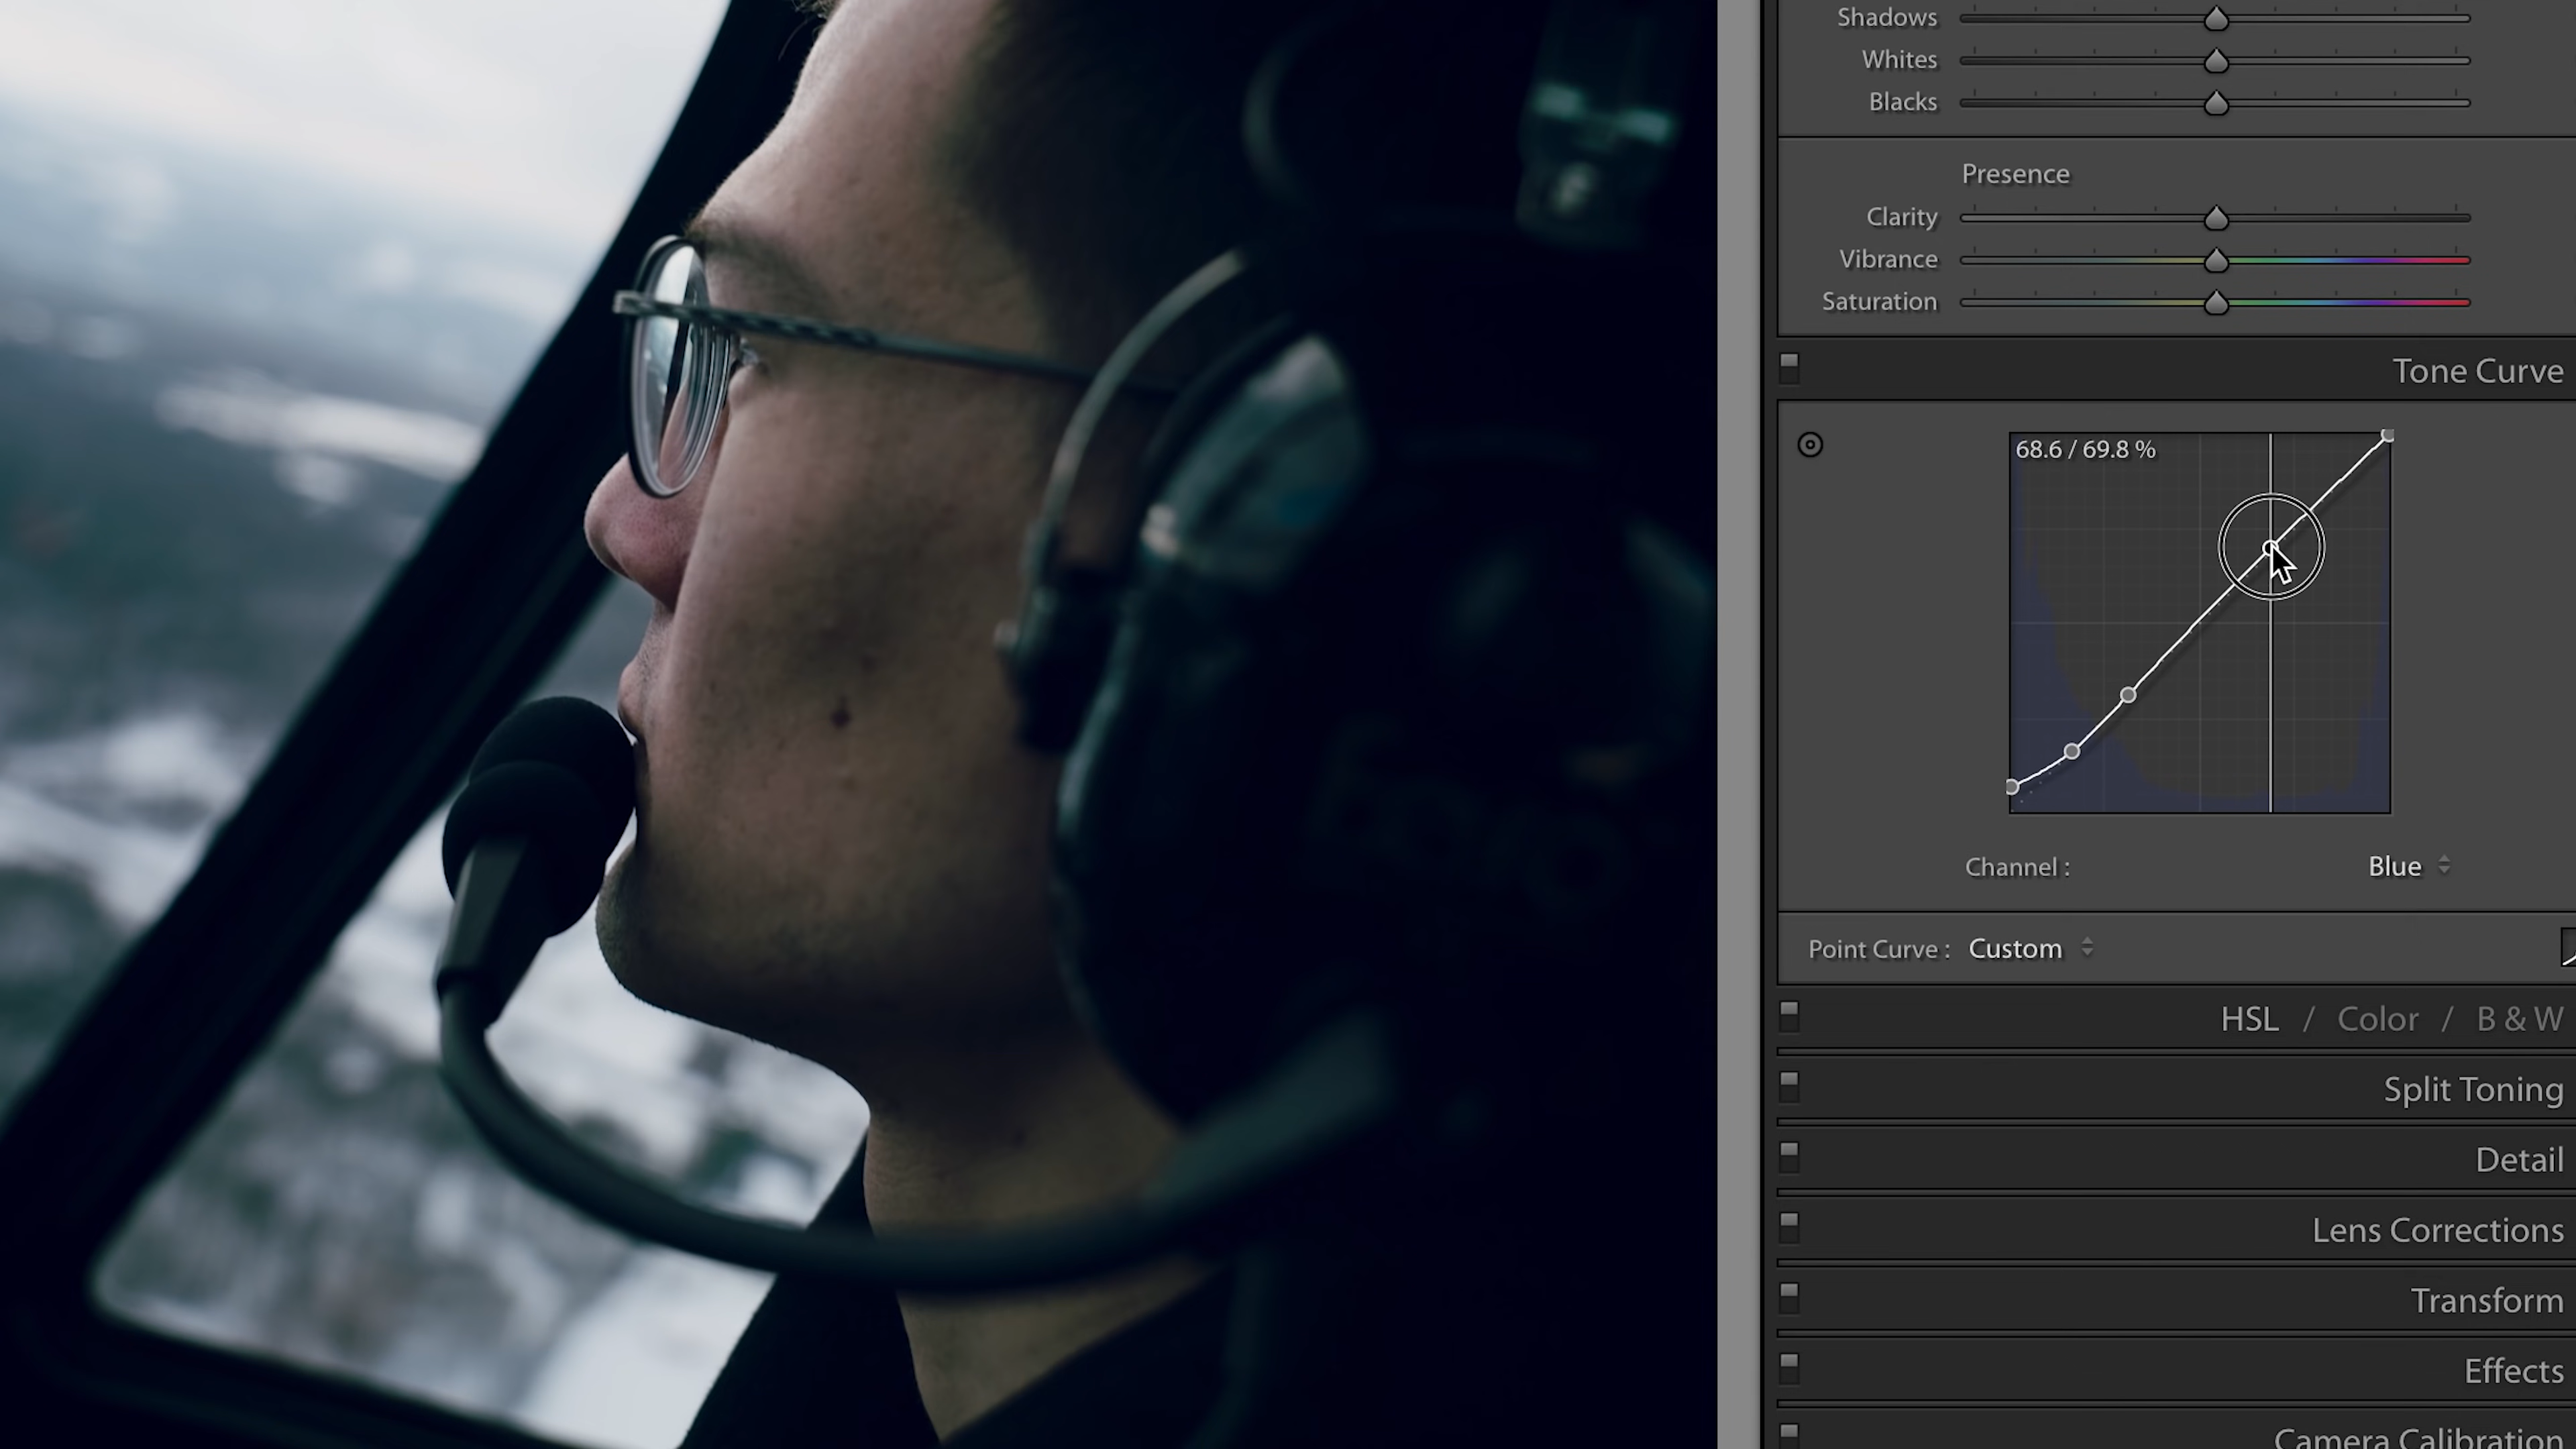 Shadows
Whites
Blacks
Presence
Clarity
Vibrance
Saturation
Tone Curve
68.6 / 69.8 %
Channel : Blue
Point Curve : Custom
HSL / Color / B & W
Split Toning
Detail
Lens Corrections
Transform
Effects
Camera Calibration